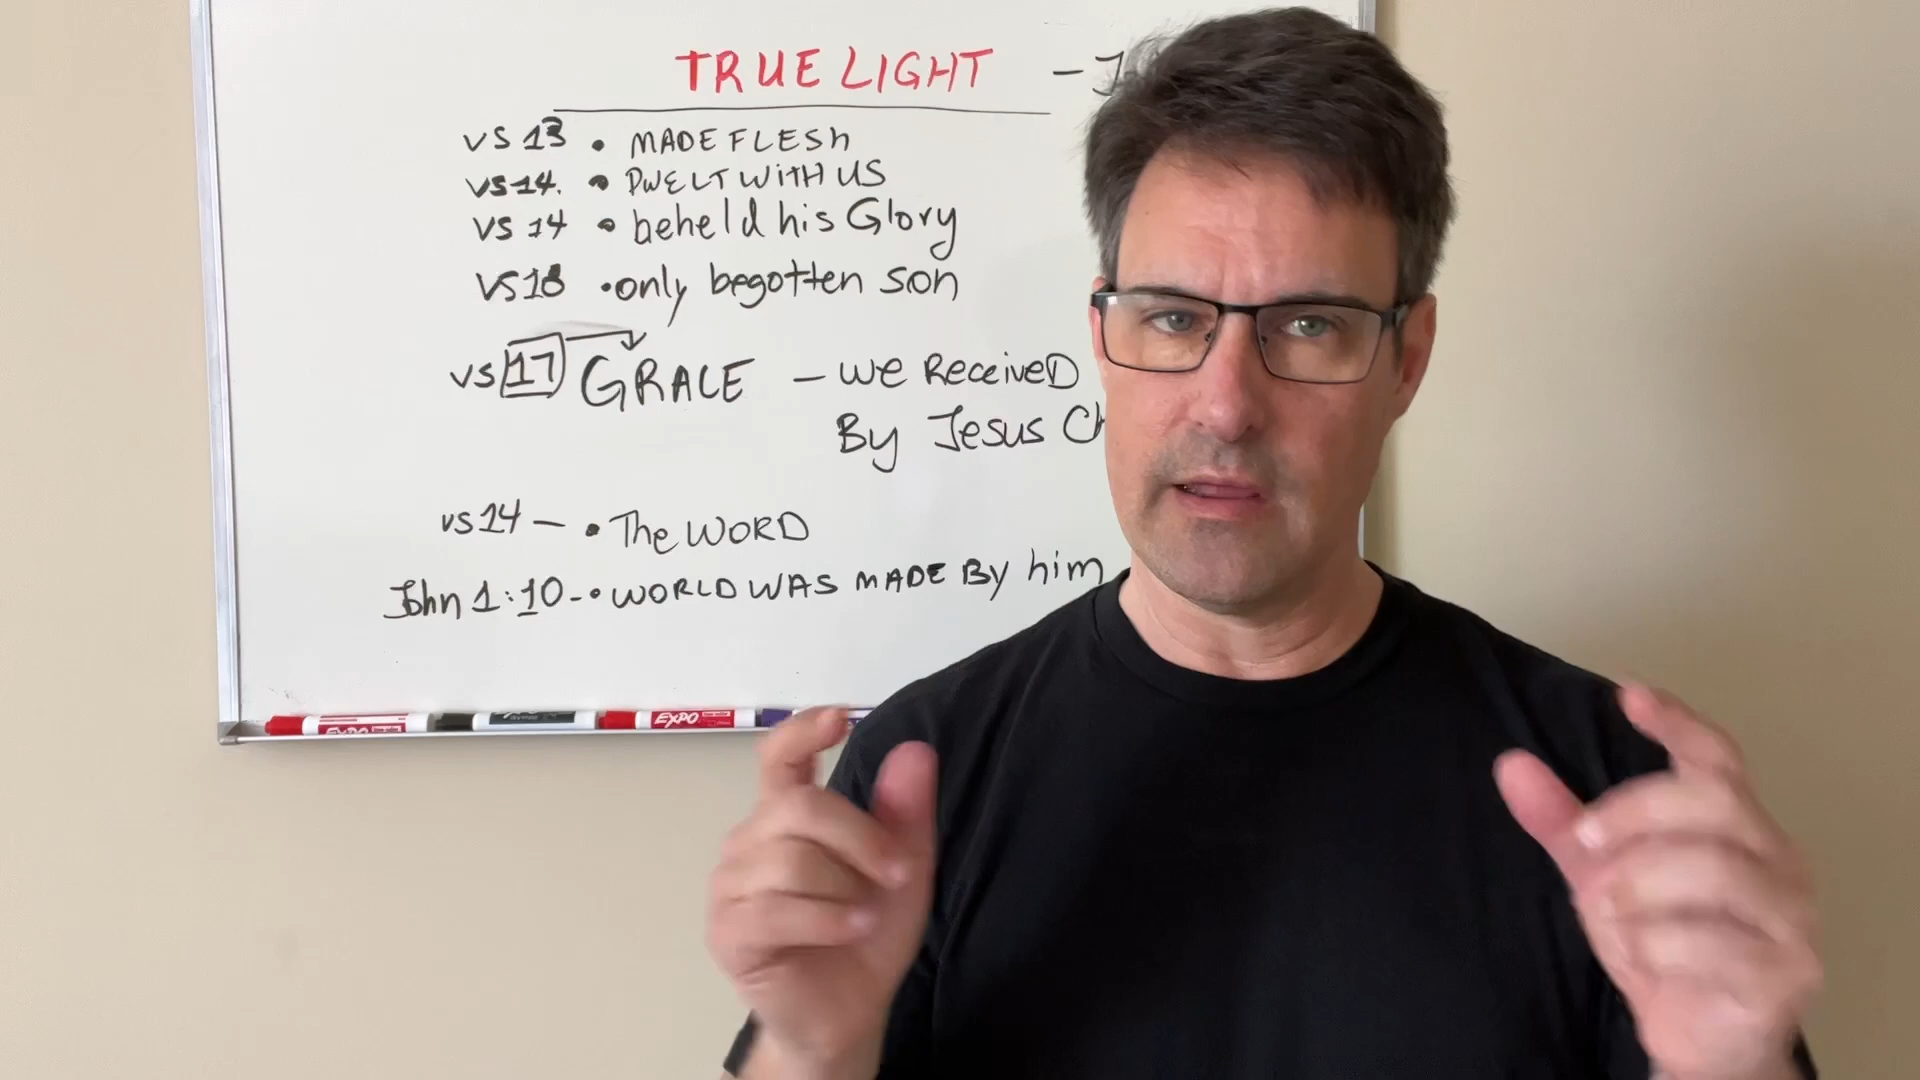 TRUE LIGHT - J
VS 13 • MADE FLESh
VS 14. • DWELT WITH US
VS 14 • beheld his Glory
VS 18 • only begotten son
VS 17 GRACE - WE ReceiveD
By Jesus Ch
VS 14 - • The WORD
John 1:10 - • WORLD WAS MADE BY him
EXPO
EXPO